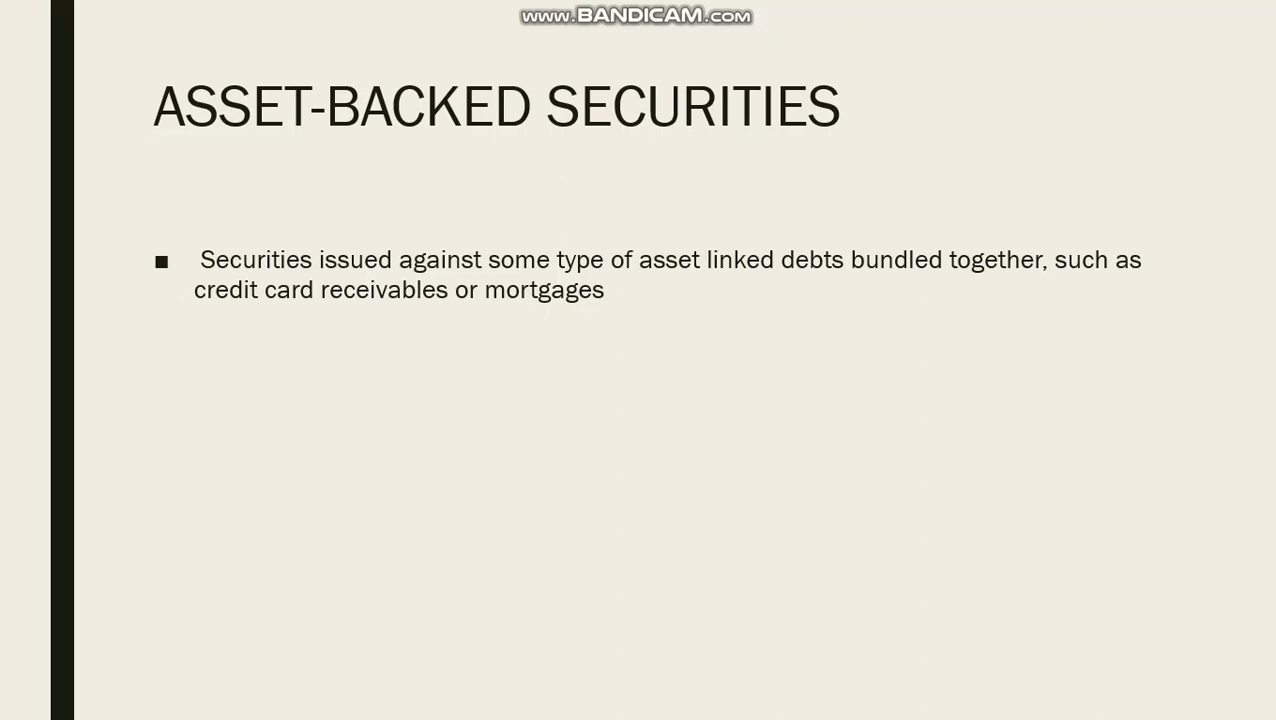 www.BANDICAM.com
ASSET-BACKED SECURITIES
■ Securities issued against some type of asset linked debts bundled together, such as
credit card receivables or mortgages